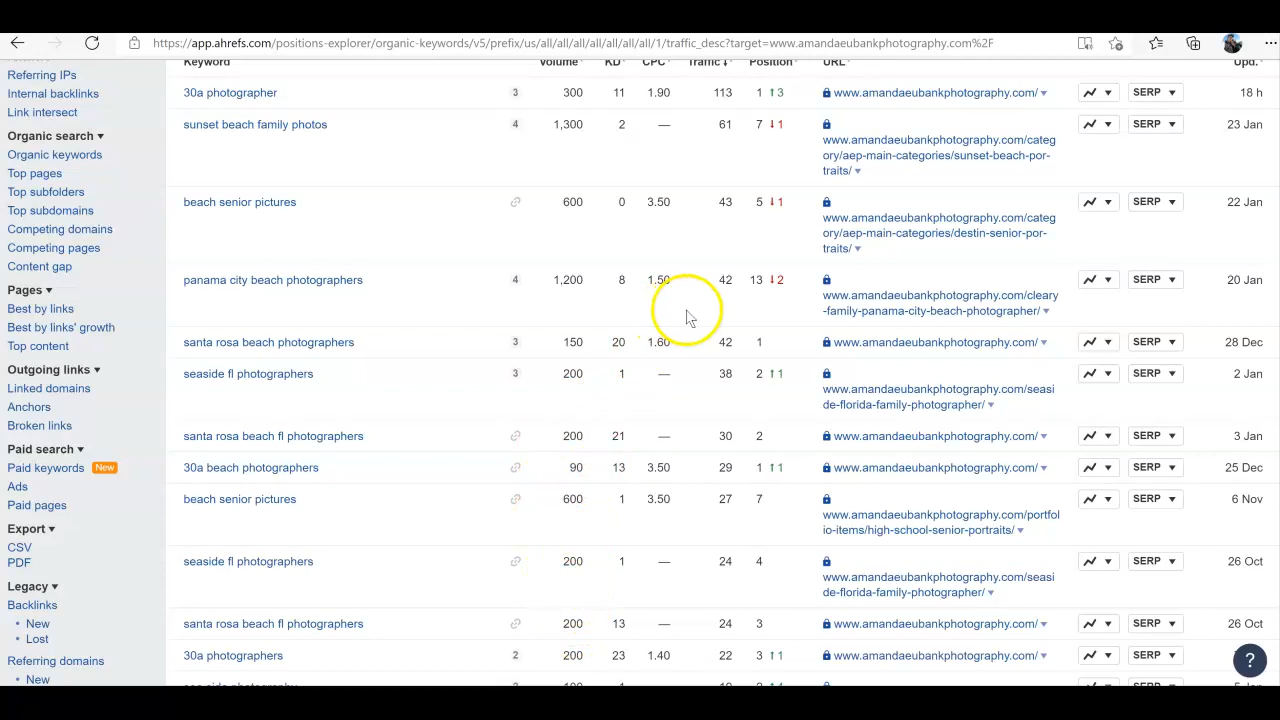 https://app.ahrefs.com/positions-explorer/organic-keywords/v5/prefix/us/all/all/all/all/all/all/1/traffic_desc?target=www.amandaeubankphotography.com%2F
Keyword Volume KD CPC Traffic Position URL Upd.
Referring IPs
Internal backlinks
Link intersect
Organic search
Organic keywords
Top pages
Top subfolders
Top subdomains
Competing domains
Competing pages
Content gap
Pages
Best by links
Best by links' growth
Top content
Outgoing links
Linked domains
Anchors
Broken links
Paid search
Paid keywords New
Ads
Paid pages
Export
CSV
PDF
Legacy
Backlinks
• New
• Lost
Referring domains
• New
30a photographer 3 300 11 1.90 113 1 ↑3 www.amandaeubankphotography.com/ SERP 18 h
sunset beach family photos 4 1,300 2 — 61 7 ↓1 SERP 23 Jan
www.amandaeubankphotography.com/categ
ory/aep-main-categories/sunset-beach-por-
traits/
beach senior pictures 600 0 3.50 43 5 ↓1 SERP 22 Jan
www.amandaeubankphotography.com/categ
ory/aep-main-categories/destin-senior-por-
traits/
panama city beach photographers 4 1,200 8 1.50 42 13 ↓2 SERP 20 Jan
www.amandaeubankphotography.com/cleary
-family-panama-city-beach-photographer/
santa rosa beach photographers 3 150 20 1.60 42 1 www.amandaeubankphotography.com/ SERP 28 Dec
seaside fl photographers 3 200 1 — 38 2 ↑1 SERP 2 Jan
www.amandaeubankphotography.com/seasi
de-florida-family-photographer/
santa rosa beach fl photographers 200 21 — 30 2 www.amandaeubankphotography.com/ SERP 3 Jan
30a beach photographers 90 13 3.50 29 1 ↑1 www.amandaeubankphotography.com/ SERP 25 Dec
beach senior pictures 600 1 3.50 27 7 SERP 6 Nov
www.amandaeubankphotography.com/portfol
io-items/high-school-senior-portraits/
seaside fl photographers 200 1 — 24 4 SERP 26 Oct
www.amandaeubankphotography.com/seasi
de-florida-family-photographer/
santa rosa beach fl photographers 200 13 — 24 3 www.amandaeubankphotography.com/ SERP 26 Oct
30a photographers 2 200 23 1.40 22 3 ↑1 www.amandaeubankphotography.com/ SERP
?